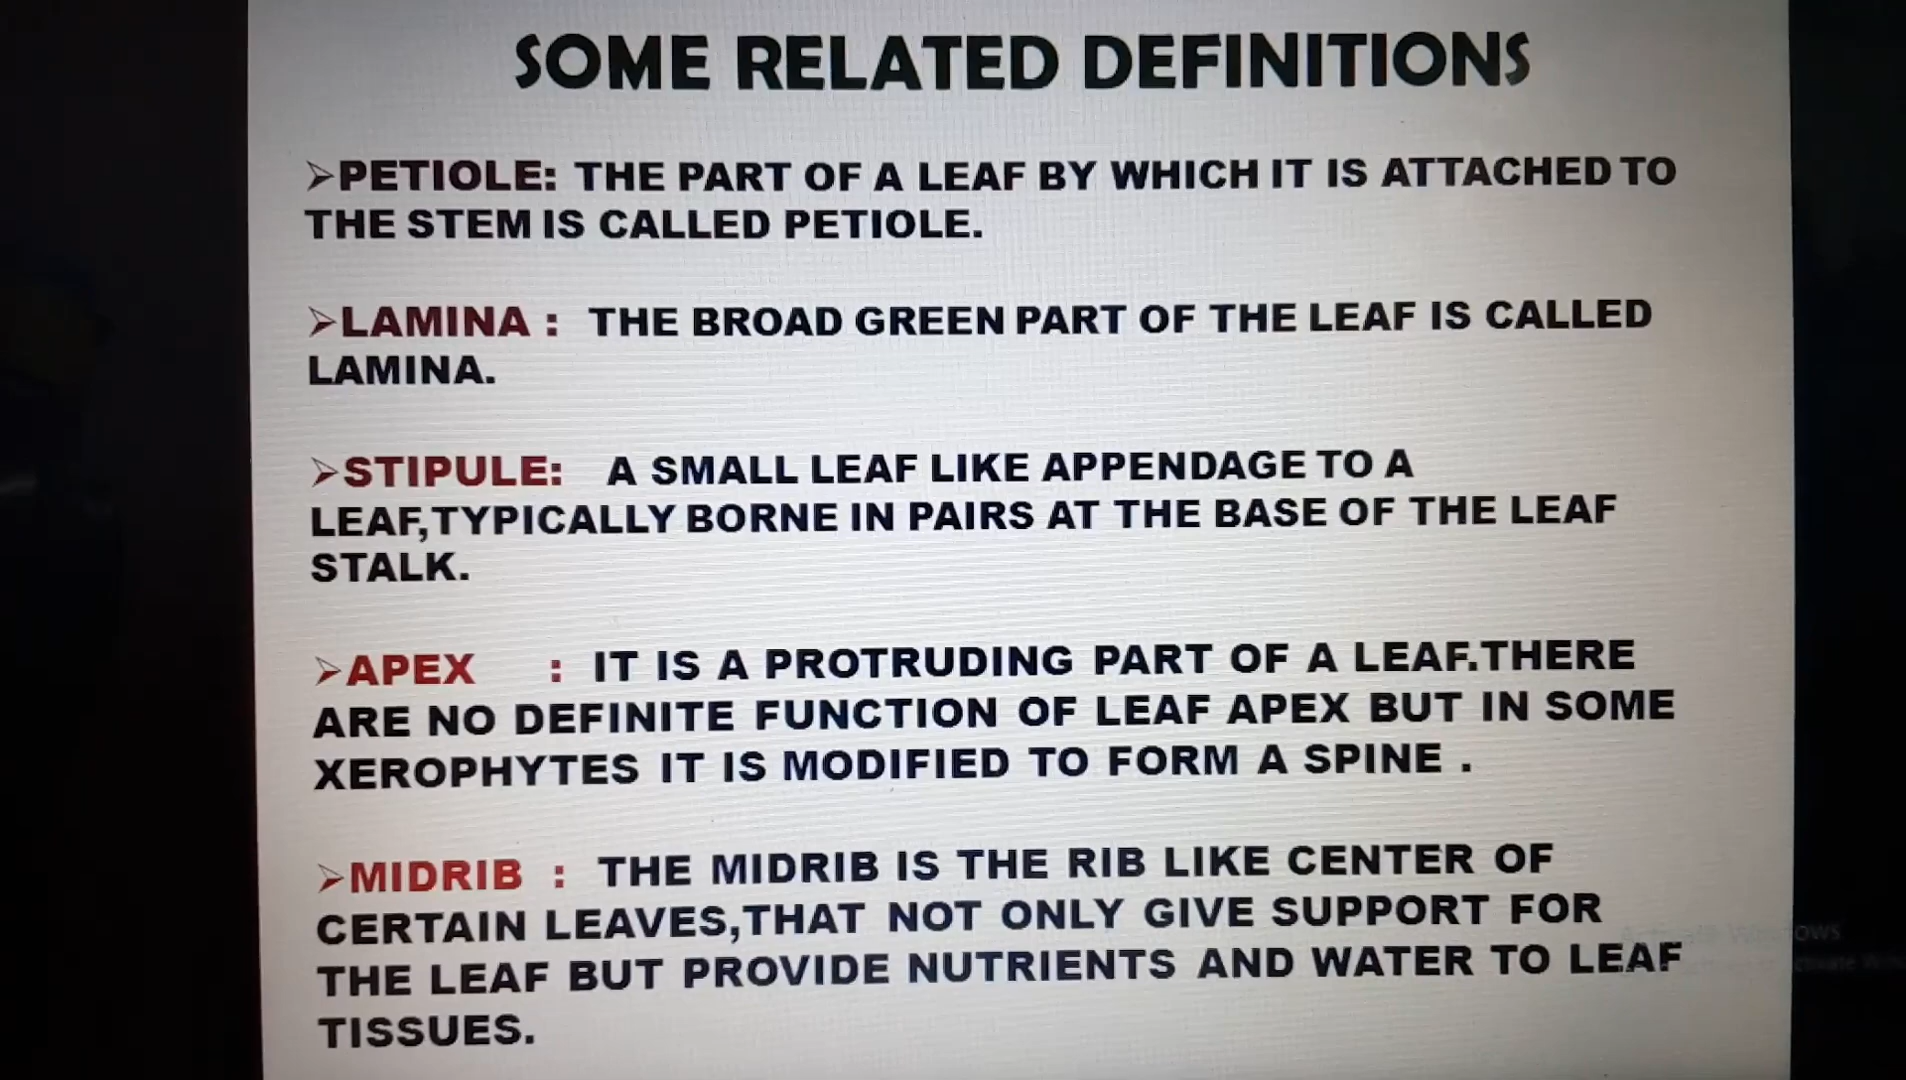 SOME RELATED DEFINITIONS
➢PETIOLE: THE PART OF A LEAF BY WHICH IT IS ATTACHED TO
THE STEM IS CALLED PETIOLE.
➢LAMINA : THE BROAD GREEN PART OF THE LEAF IS CALLED
LAMINA.
➢STIPULE: A SMALL LEAF LIKE APPENDAGE TO A
LEAF,TYPICALLY BORNE IN PAIRS AT THE BASE OF THE LEAF
STALK.
➢APEX : IT IS A PROTRUDING PART OF A LEAF.THERE
ARE NO DEFINITE FUNCTION OF LEAF APEX BUT IN SOME
XEROPHYTES IT IS MODIFIED TO FORM A SPINE .
➢MIDRIB : THE MIDRIB IS THE RIB LIKE CENTER OF
CERTAIN LEAVES,THAT NOT ONLY GIVE SUPPORT FOR
THE LEAF BUT PROVIDE NUTRIENTS AND WATER TO LEAF
TISSUES.
Activate Windows